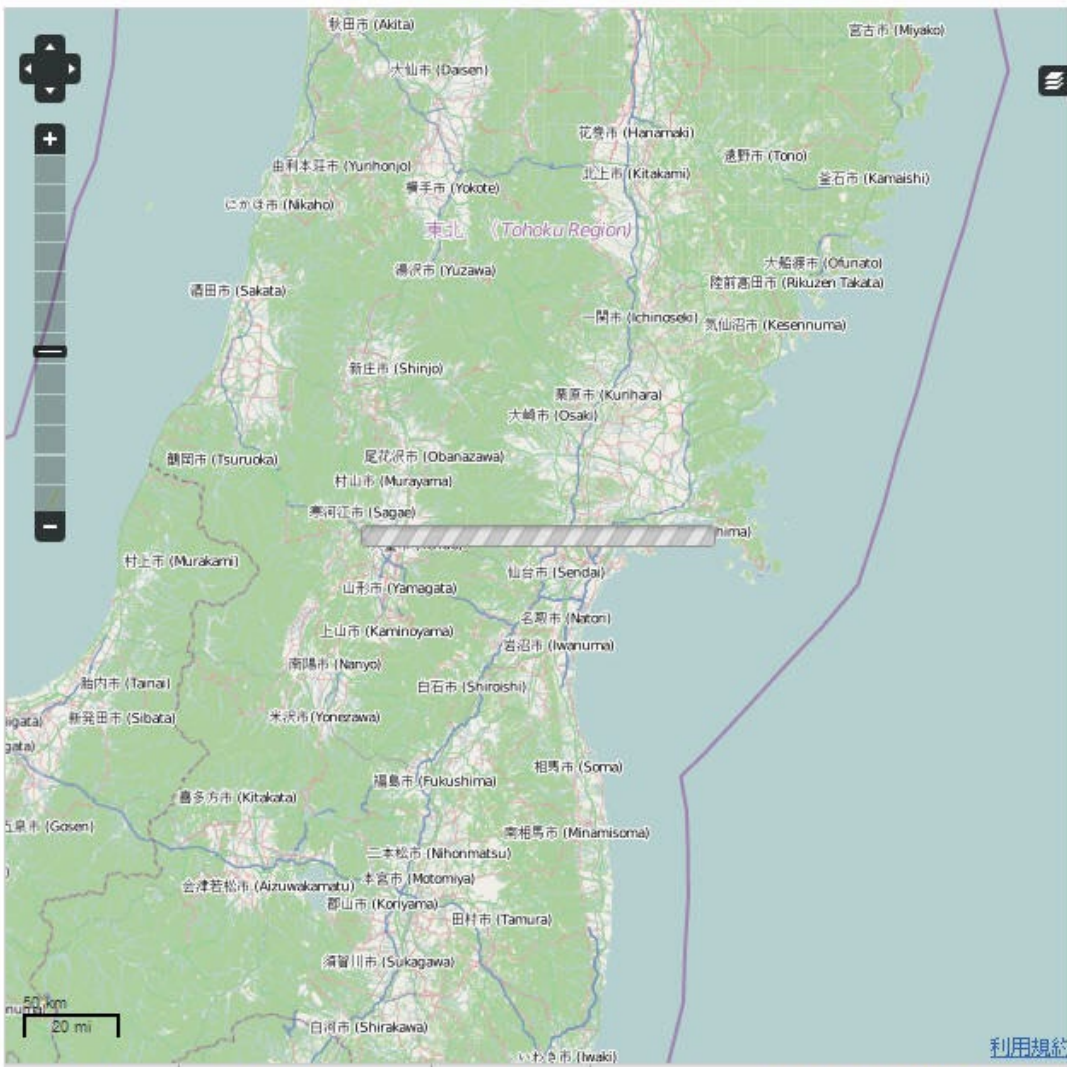 秋田市 (Akita)
宮古市 (Miyako)
大仙市 (Daisen)
花巻市 (Hanamaki)
遠野市 (Tono)
由利本荘市 (Yurihonjo)
北上市 (Kitakami)
釜石市 (Kamaishi)
横手市 (Yokote)
にかほ市 (Nikaho)
東北 (Tohoku Region)
大船渡市 (Ofunato)
湯沢市 (Yuzawa)
陸前高田市 (Rikuzen Takata)
酒田市 (Sakata)
一関市 (Ichinoseki)
気仙沼市 (Kesennuma)
新庄市 (Shinjo)
栗原市 (Kurihara)
大崎市 (Osaki)
尾花沢市 (Obanazawa)
鶴岡市 (Tsuruoka)
村山市 (Murayama)
寒河江市 (Sagae)
hima)
村上市 (Murakami)
仙台市 (Sendai)
山形市 (Yamagata)
名取市 (Natori)
上山市 (Kaminoyama)
岩沼市 (Iwanuma)
南陽市 (Nanyo)
胎内市 (Tainai)
白石市 (Shiroishi)
新発田市 (Sibata)
米沢市 (Yonezawa)
iigata)
gata)
相馬市 (Soma)
福島市 (Fukushima)
喜多方市 (Kitakata)
五泉市 (Gosen)
南相馬市 (Minamisoma)
二本松市 (Nihonmatsu)
)
本宮市 (Motomiya)
会津若松市 (Aizuwakamatu)
郡山市 (Koriyama)
田村市 (Tamura)
須賀川市 (Sukagawa)
50 km
20 mi
白河市 (Shirakawa)
利用規約
いわき市 (Iwaki)